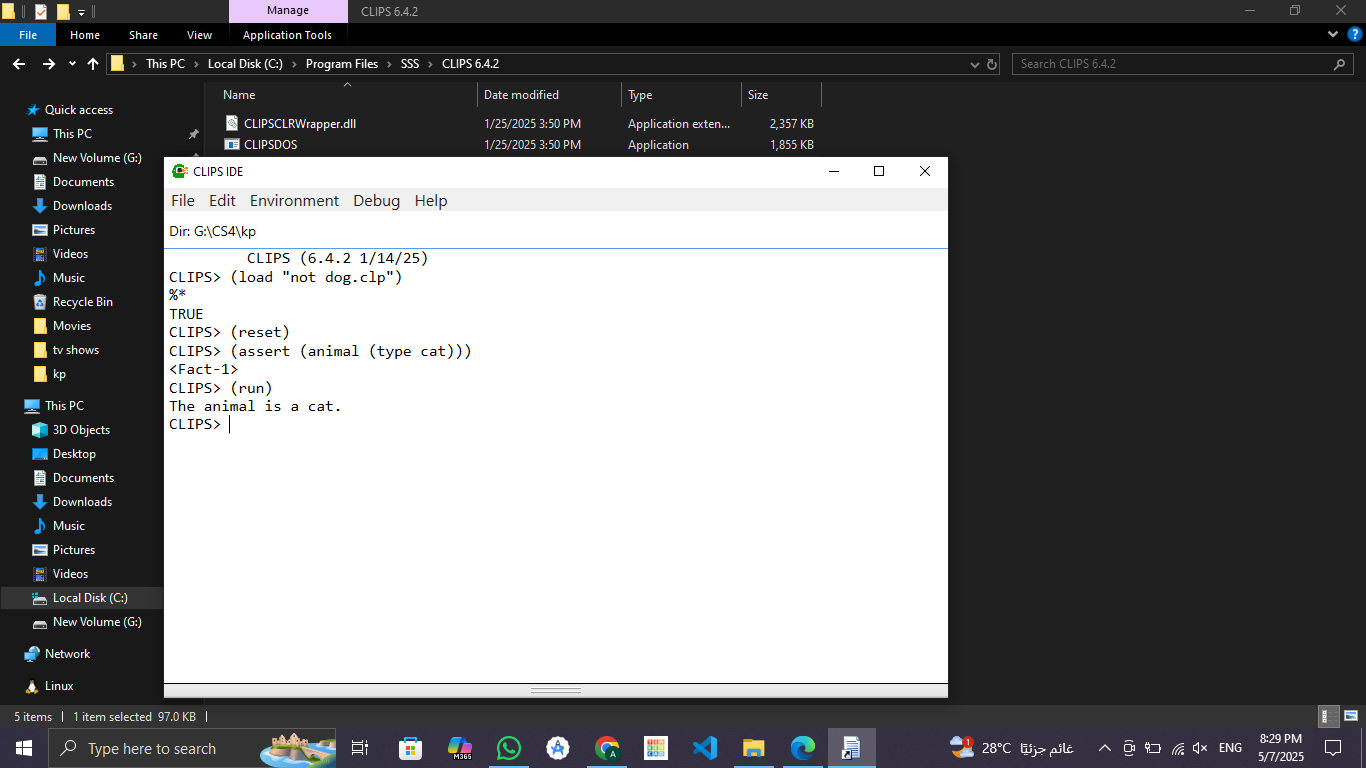 Manage
CLIPS 6.4.2
File
Home
Share
View
Application Tools
This PC
Local Disk (C:)
Program Files
SSS
CLIPS 6.4.2
Search CLIPS 6.4.2
Name
Date modified
Type
Size
CLIPSCLRWrapper.dll
1/25/2025 3:50 PM
Application exten...
2,357 KB
CLIPSDOS
1/25/2025 3:50 PM
Application
1,855 KB
Quick access
This PC
New Volume (G:)
Documents
Downloads
Pictures
Videos
Music
Recycle Bin
Movies
tv shows
kp
This PC
3D Objects
Desktop
Documents
Downloads
Music
Pictures
Videos
Local Disk (C:)
New Volume (G:)
Network
Linux
CLIPS IDE
File Edit Environment Debug Help
Dir: G:\CS4\kp
CLIPS (6.4.2 1/14/25)
CLIPS> (load "not dog.clp")
%*
TRUE
CLIPS> (reset)
CLIPS> (assert (animal (type cat)))
<Fact-1>
CLIPS> (run)
The animal is a cat.
CLIPS>
5 items
1 item selected 97.0 KB
Type here to search
M365
A
1
28°C
غائم جزئيًا
ENG
8:29 PM
5/7/2025